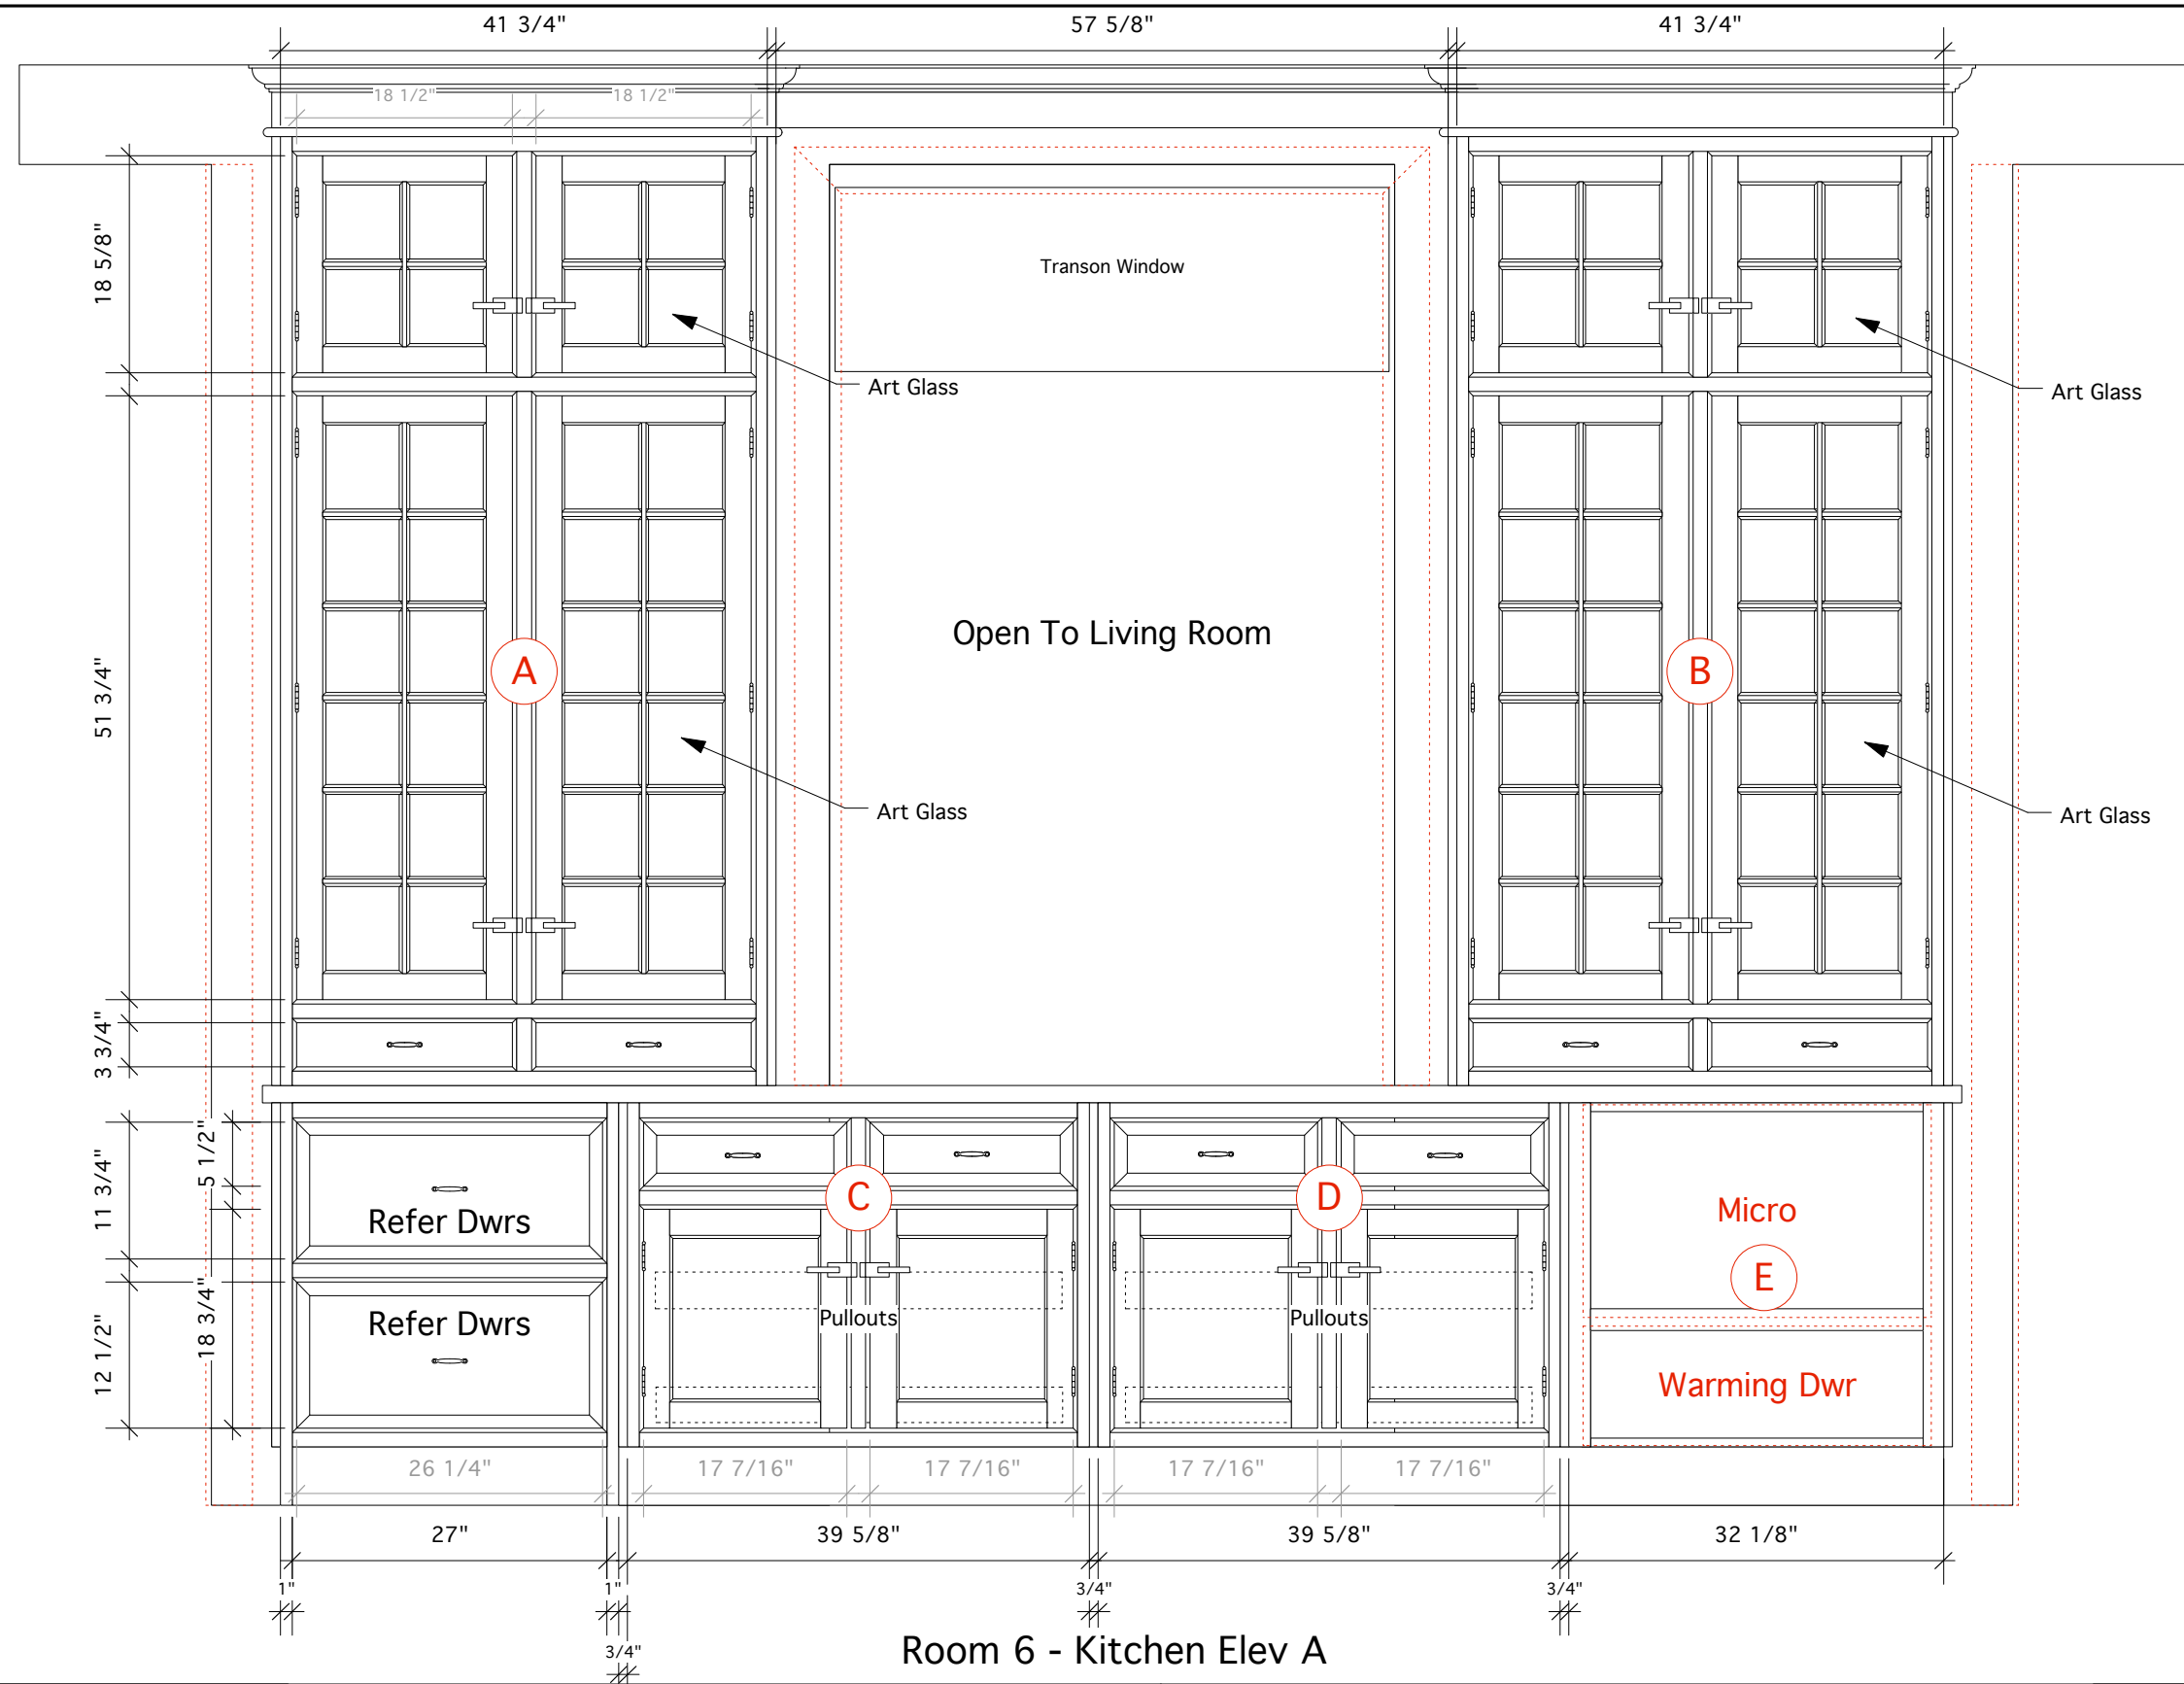 41 3/4" 57 5/8" 41 3/4"
18 1/2" 18 1/2"
18 5/8"
Transon Window
Art Glass
Art Glass
Open To Living Room
51 3/4"
A
B
Art Glass
Art Glass
3 3/4"
11 3/4"
5 1/2"
Refer Dwrs
C
D
Micro
E
12 1/2"
18 3/4"
Refer Dwrs
Pullouts
Pullouts
Warming Dwr
26 1/4" 17 7/16" 17 7/16" 17 7/16" 17 7/16"
27" 39 5/8" 39 5/8" 32 1/8"
1" 1" 3/4" 3/4"
3/4"
Room 6 - Kitchen Elev A